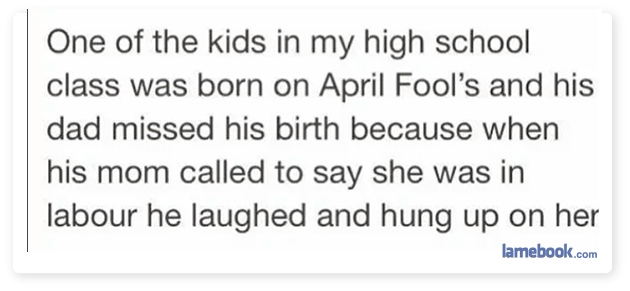 One of the kids in my high school
class was born on April Fool's and his
dad missed his birth because when
his mom called to say she was in
labour he laughed and hung up on her
lamebook.com